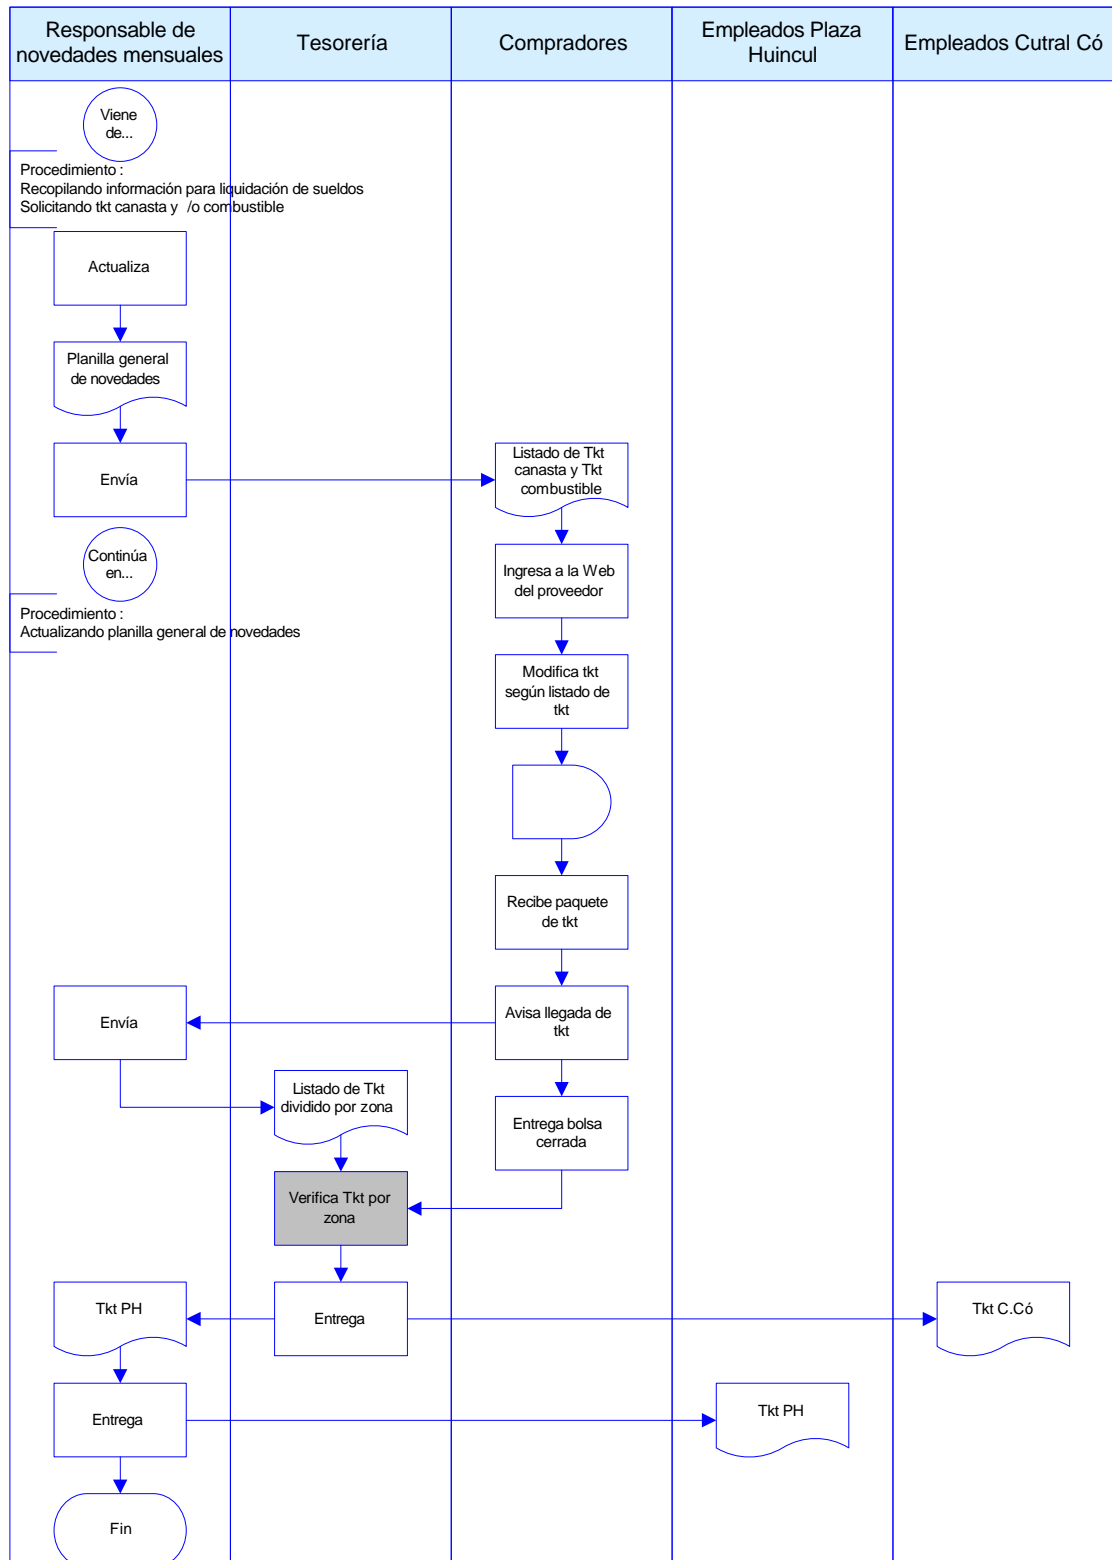 Responsable de
novedades mensuales
Tesorería
Compradores
Empleados Plaza
Huincul
Empleados Cutral Có
Viene
de...
Procedimiento :
Recopilando información para liquidación de sueldos
Solicitando tkt canasta y /o combustible
Actualiza
Planilla general
de novedades
Envía
Listado de Tkt
canasta y Tkt
combustible
Continúa
en...
Ingresa a la Web
del proveedor
Procedimiento :
Actualizando planilla general de novedades
Modifica tkt
según listado de
tkt
Recibe paquete
de tkt
Envía
Avisa llegada de
tkt
Listado de Tkt
dividido por zona
Entrega bolsa
cerrada
Verifica Tkt por
zona
Tkt PH
Entrega
Tkt C.Có
Entrega
Tkt PH
Fin